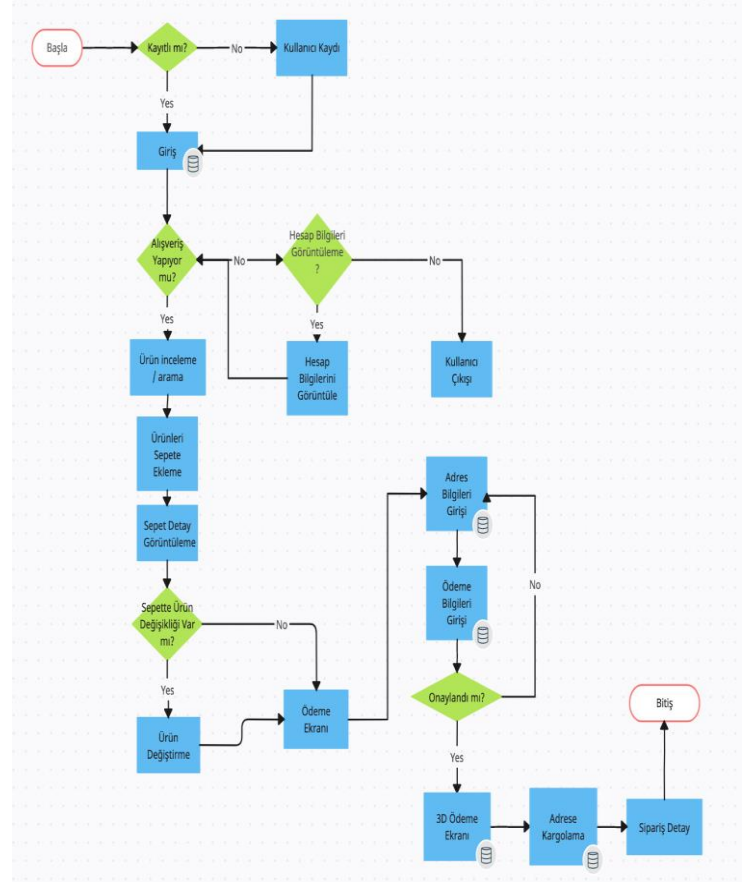 Başla
Kayıtlı mı?
No
Kullanıcı Kaydı
Yes
Giriş
Alışveriş
Yapıyor
mu?
No
Hesap Bilgileri
Görüntüleme
?
No
Yes
Yes
Ürün inceleme
/ arama
Hesap
Bilgilerini
Görüntüle
Kullanıcı
Çıkışı
Ürünleri
Sepete
Ekleme
Sepet Detay
Görüntüleme
Sepette Ürün
Değişikliği Var
mı?
No
Yes
Ürün
Değiştirme
Ödeme
Ekranı
Adres
Bilgileri
Girişi
Ödeme
Bilgileri
Girişi
No
Onaylandı mı?
Yes
3D Ödeme
Ekranı
Adrese
Kargolama
Sipariş Detay
Bitiş